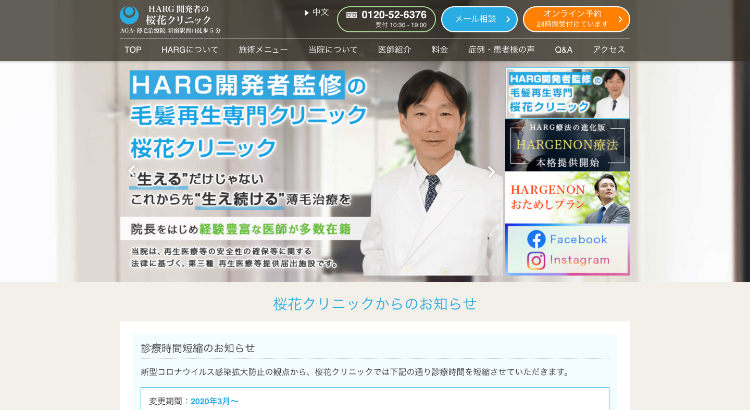 HARG開発者の
桜花クリニック
AGA・薄毛治療院 新宿駅西口徒歩5分
中文
0120-52-6376
受付 10:30 - 19:00
メール相談
オンライン予約
24時間受付けています
TOP HARGについて 施術メニュー 当院について 医師紹介 料金 症例・患者様の声 Q&A アクセス
HARG開発者監修の
毛髪再生専門クリニック
桜花クリニック
"生える"だけじゃない
これから先"生え続ける"薄毛治療を
院長をはじめ経験豊富な医師が多数在籍
当院は、再生医療等の安全性の確保等に関する
法律に基づく、第三種 再生医療等提供届出施設です。
HARG開発者監修の
毛髪再生専門
桜花クリニック
HARG療法の進化版
HARGENON療法
本格提供開始
HARGENON
おためしプラン
Facebook
Instagram
桜花クリニックからのお知らせ
診療時間短縮のお知らせ
新型コロナウイルス感染拡大防止の観点から、桜花クリニックでは下記の通り診療時間を短縮させていただきます。
変更期間：2020年3月〜